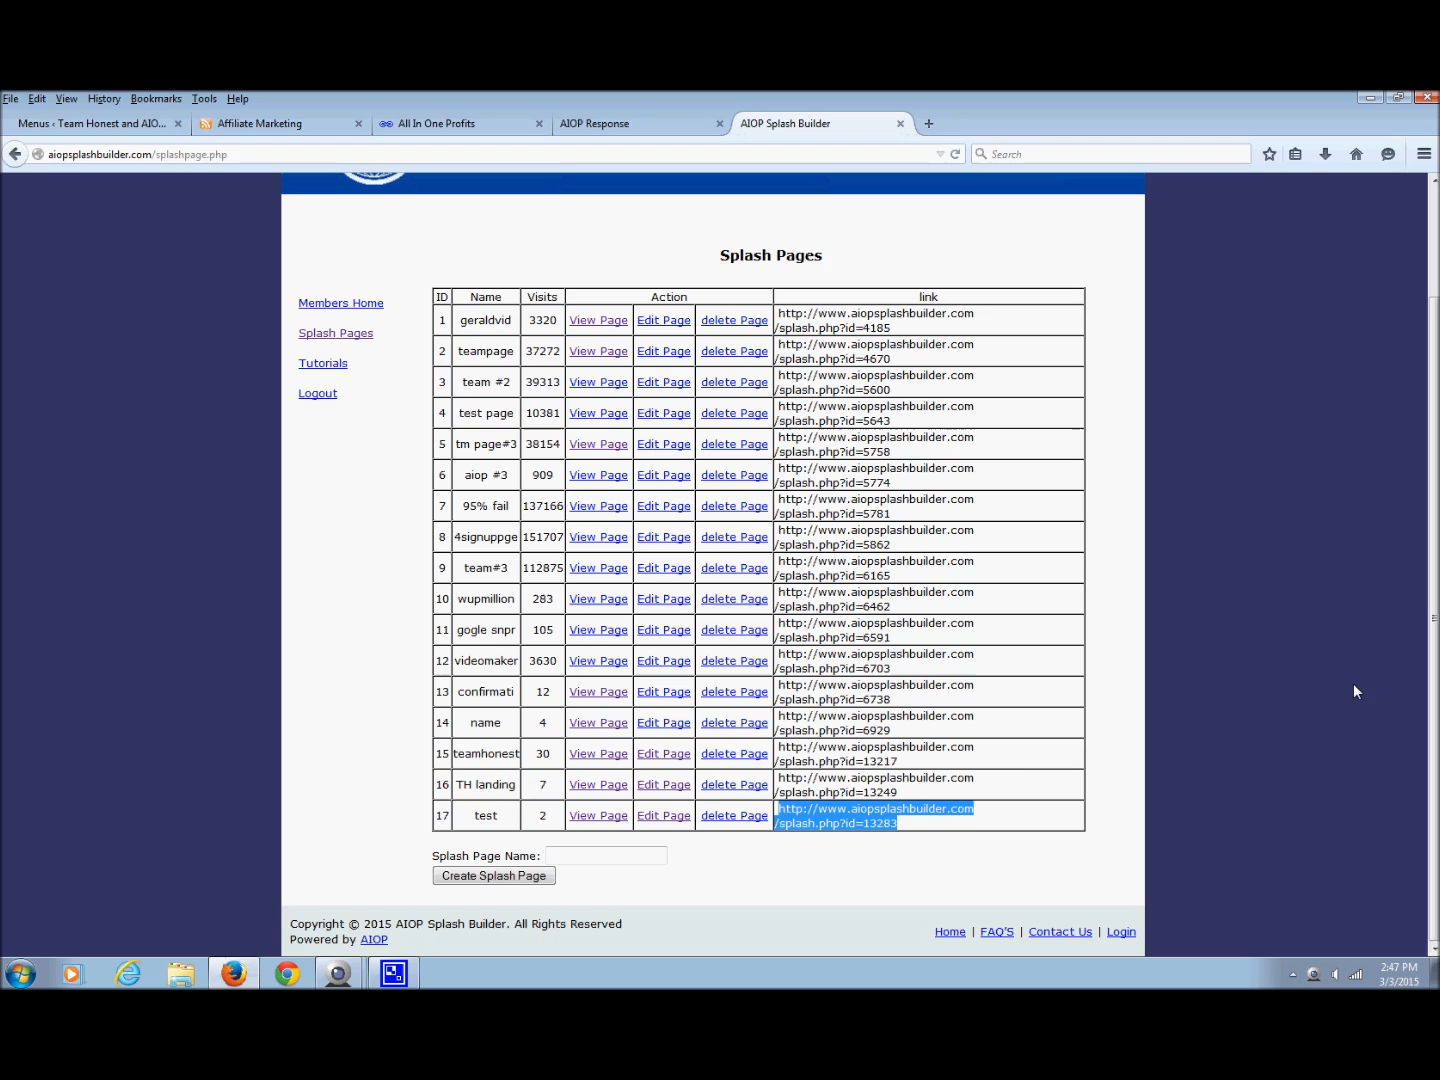 File Edit View History Bookmarks Tools Help
Menus ‹ Team Honest and AIO... × Affiliate Marketing × All In One Profits × AIOP Response × AIOP Splash Builder × +
aiopsplashbuilder.com/splashpage.php Search
Splash Pages
Members Home
Splash Pages
Tutorials
Logout
ID Name Visits Action link
1 geraldvid 3320 View Page Edit Page delete Page http://www.aiopsplashbuilder.com
/splash.php?id=4185
2 teampage 37272 View Page Edit Page delete Page http://www.aiopsplashbuilder.com
/splash.php?id=4670
3 team #2 39313 View Page Edit Page delete Page http://www.aiopsplashbuilder.com
/splash.php?id=5600
4 test page 10381 View Page Edit Page delete Page http://www.aiopsplashbuilder.com
/splash.php?id=5643
5 tm page#3 38154 View Page Edit Page delete Page http://www.aiopsplashbuilder.com
/splash.php?id=5758
6 aiop #3 909 View Page Edit Page delete Page http://www.aiopsplashbuilder.com
/splash.php?id=5774
7 95% fail 137166 View Page Edit Page delete Page http://www.aiopsplashbuilder.com
/splash.php?id=5781
8 4signuppge 151707 View Page Edit Page delete Page http://www.aiopsplashbuilder.com
/splash.php?id=5862
9 team#3 112875 View Page Edit Page delete Page http://www.aiopsplashbuilder.com
/splash.php?id=6165
10 wupmillion 283 View Page Edit Page delete Page http://www.aiopsplashbuilder.com
/splash.php?id=6462
11 gogle snpr 105 View Page Edit Page delete Page http://www.aiopsplashbuilder.com
/splash.php?id=6591
12 videomaker 3630 View Page Edit Page delete Page http://www.aiopsplashbuilder.com
/splash.php?id=6703
13 confirmati 12 View Page Edit Page delete Page http://www.aiopsplashbuilder.com
/splash.php?id=6738
14 name 4 View Page Edit Page delete Page http://www.aiopsplashbuilder.com
/splash.php?id=6929
15 teamhonest 30 View Page Edit Page delete Page http://www.aiopsplashbuilder.com
/splash.php?id=13217
16 TH landing 7 View Page Edit Page delete Page http://www.aiopsplashbuilder.com
/splash.php?id=13249
17 test 2 View Page Edit Page delete Page http://www.aiopsplashbuilder.com
/splash.php?id=13283
Splash Page Name:
Create Splash Page
Copyright © 2015 AIOP Splash Builder. All Rights Reserved
Powered by AIOP
Home | FAQ'S | Contact Us | Login
2:47 PM
3/3/2015